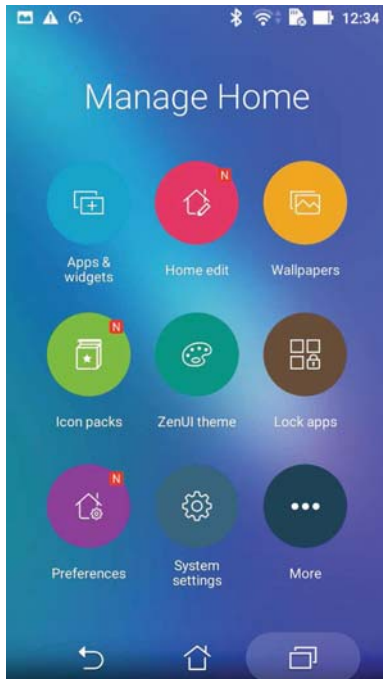 12:34
Manage Home
N
Apps &
widgets
Home edit
Wallpapers
N
Icon packs
ZenUI theme
Lock apps
N
Preferences
System
settings
More